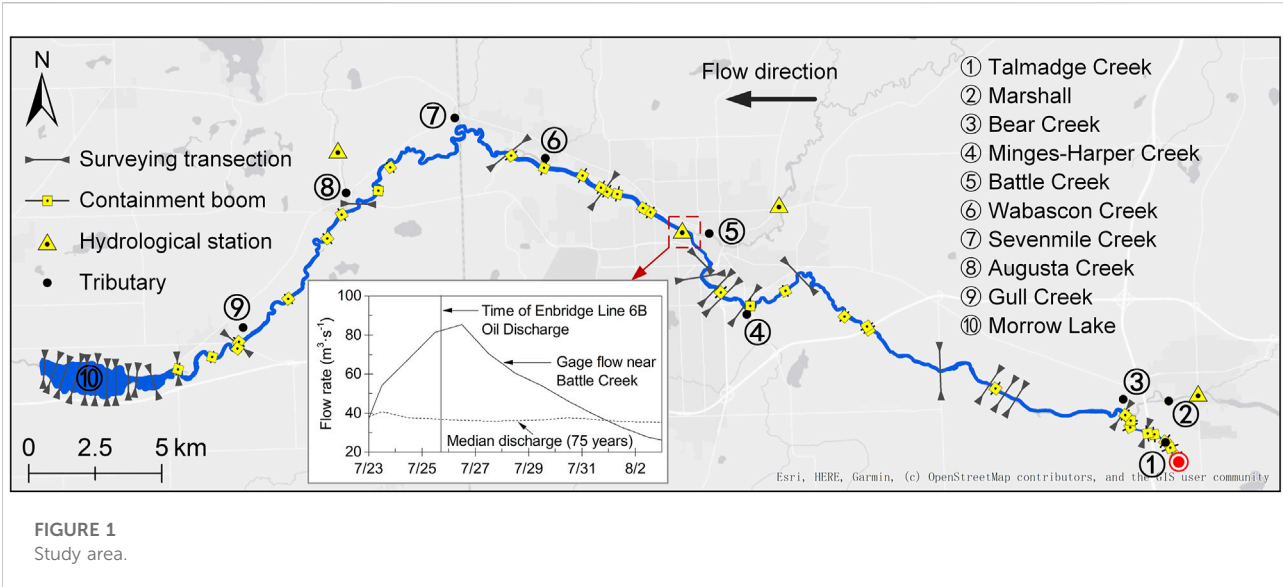 N
Flow direction
Surveying transection
Containment boom
Hydrological station
Tributary
① Talmadge Creek
② Marshall
③ Bear Creek
④ Minges-Harper Creek
⑤ Battle Creek
⑥ Wabascon Creek
⑦ Sevenmile Creek
⑧ Augusta Creek
⑨ Gull Creek
⑩ Morrow Lake
⑦
⑥
⑧
⑤
⑨
④
⑩
③
②
①
0 2.5 5 km
Flow rate (m³·s⁻¹)
100
80
60
40
20
7/23 7/25 7/27 7/29 7/31 8/2
Time of Enbridge Line 6B
Oil Discharge
Gage flow near
Battle Creek
Median discharge (75 years)
Esri, HERE, Garmin, (c) OpenStreetMap contributors, and the GIS user community
FIGURE 1
Study area.